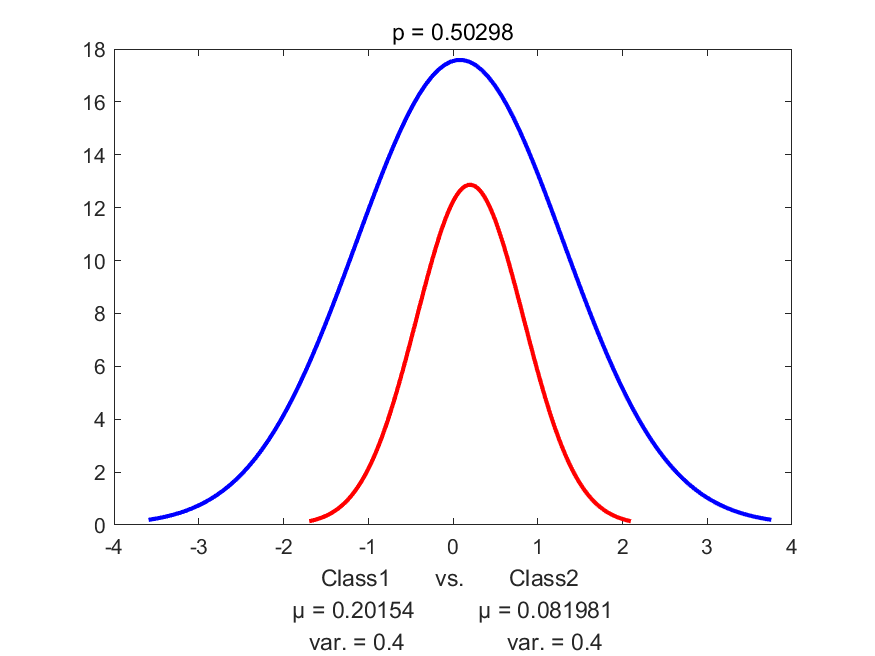 p = 0.50298
18
16
14
12
10
8
6
4
2
0
-4 -3 -2 -1 0 1 2 3 4
Class1 vs. Class2
μ = 0.20154 μ = 0.081981
var. = 0.4 var. = 0.4